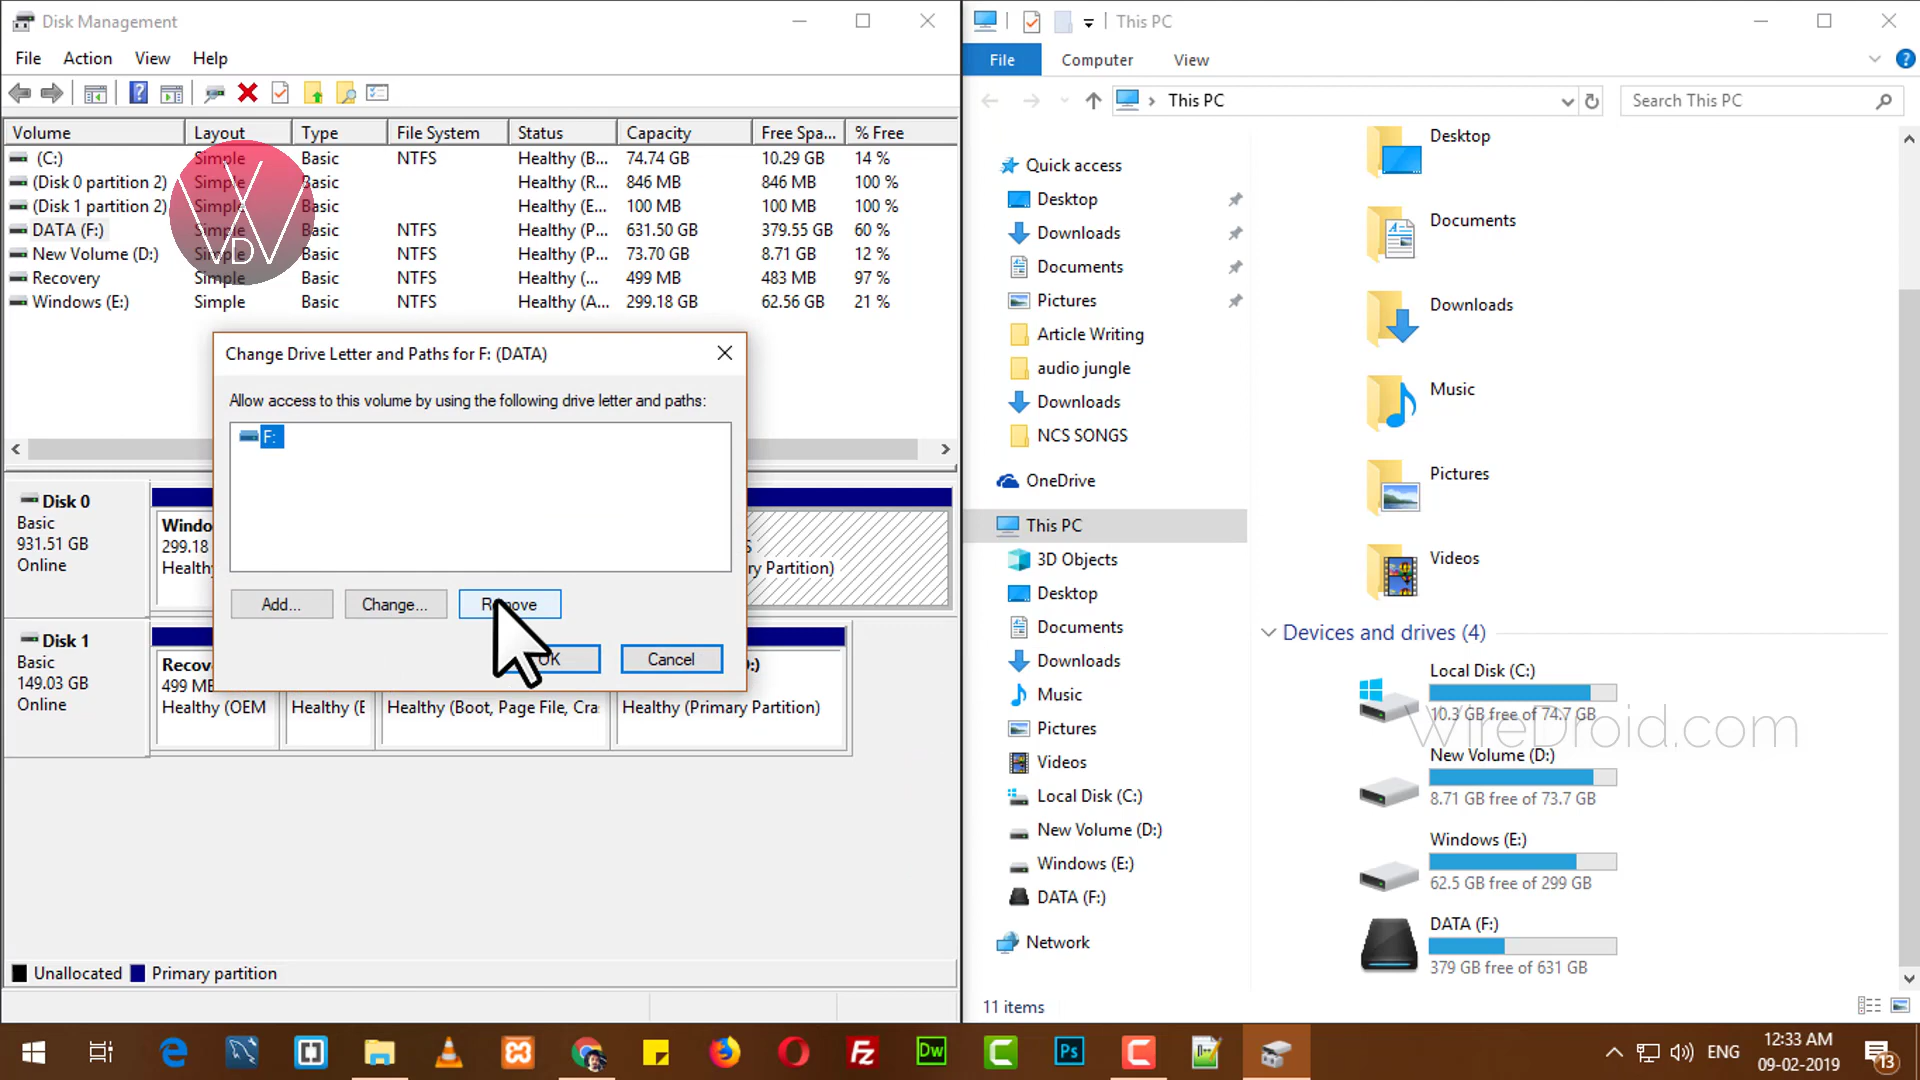 Disk Management
File Action View Help
Volume Layout Type File System Status Capacity Free Spa... % Free
(C:) Simple Basic NTFS Healthy (B... 74.74 GB 10.29 GB 14 %
(Disk 0 partition 2) Simple Basic Healthy (R... 846 MB 846 MB 100 %
(Disk 1 partition 2) Simple Basic Healthy (E... 100 MB 100 MB 100 %
DATA (F:) Simple Basic NTFS Healthy (P... 631.50 GB 379.55 GB 60 %
New Volume (D:) Simple Basic NTFS Healthy (P... 73.70 GB 8.71 GB 12 %
Recovery Simple Basic NTFS Healthy (... 499 MB 483 MB 97 %
Windows (E:) Simple Basic NTFS Healthy (A... 299.18 GB 62.56 GB 21 %
Change Drive Letter and Paths for F: (DATA)
Allow access to this volume by using the following drive letter and paths:
F:
Add... Change... Remove
OK Cancel
Disk 0
Basic
931.51 GB
Online
Windo
299.18
Health
S
ry Partition)
Disk 1
Basic
149.03 GB
Online
Recov
499 ME
Healthy (OEM
Healthy (E
Healthy (Boot, Page File, Cra
:)
Healthy (Primary Partition)
Unallocated Primary partition
This PC
File Computer View
This PC
Search This PC
Quick access
Desktop
Downloads
Documents
Pictures
Article Writing
audio jungle
Downloads
NCS SONGS
OneDrive
This PC
3D Objects
Desktop
Documents
Downloads
Music
Pictures
Videos
Local Disk (C:)
New Volume (D:)
Windows (E:)
DATA (F:)
Network
Desktop
Documents
Downloads
Music
Pictures
Videos
Devices and drives (4)
Local Disk (C:)
10.3 GB free of 74.7 GB
WireDroid.com
New Volume (D:)
8.71 GB free of 73.7 GB
Windows (E:)
62.5 GB free of 299 GB
DATA (F:)
379 GB free of 631 GB
11 items
Dw
Ps
ENG
12:33 AM
09-02-2019
13